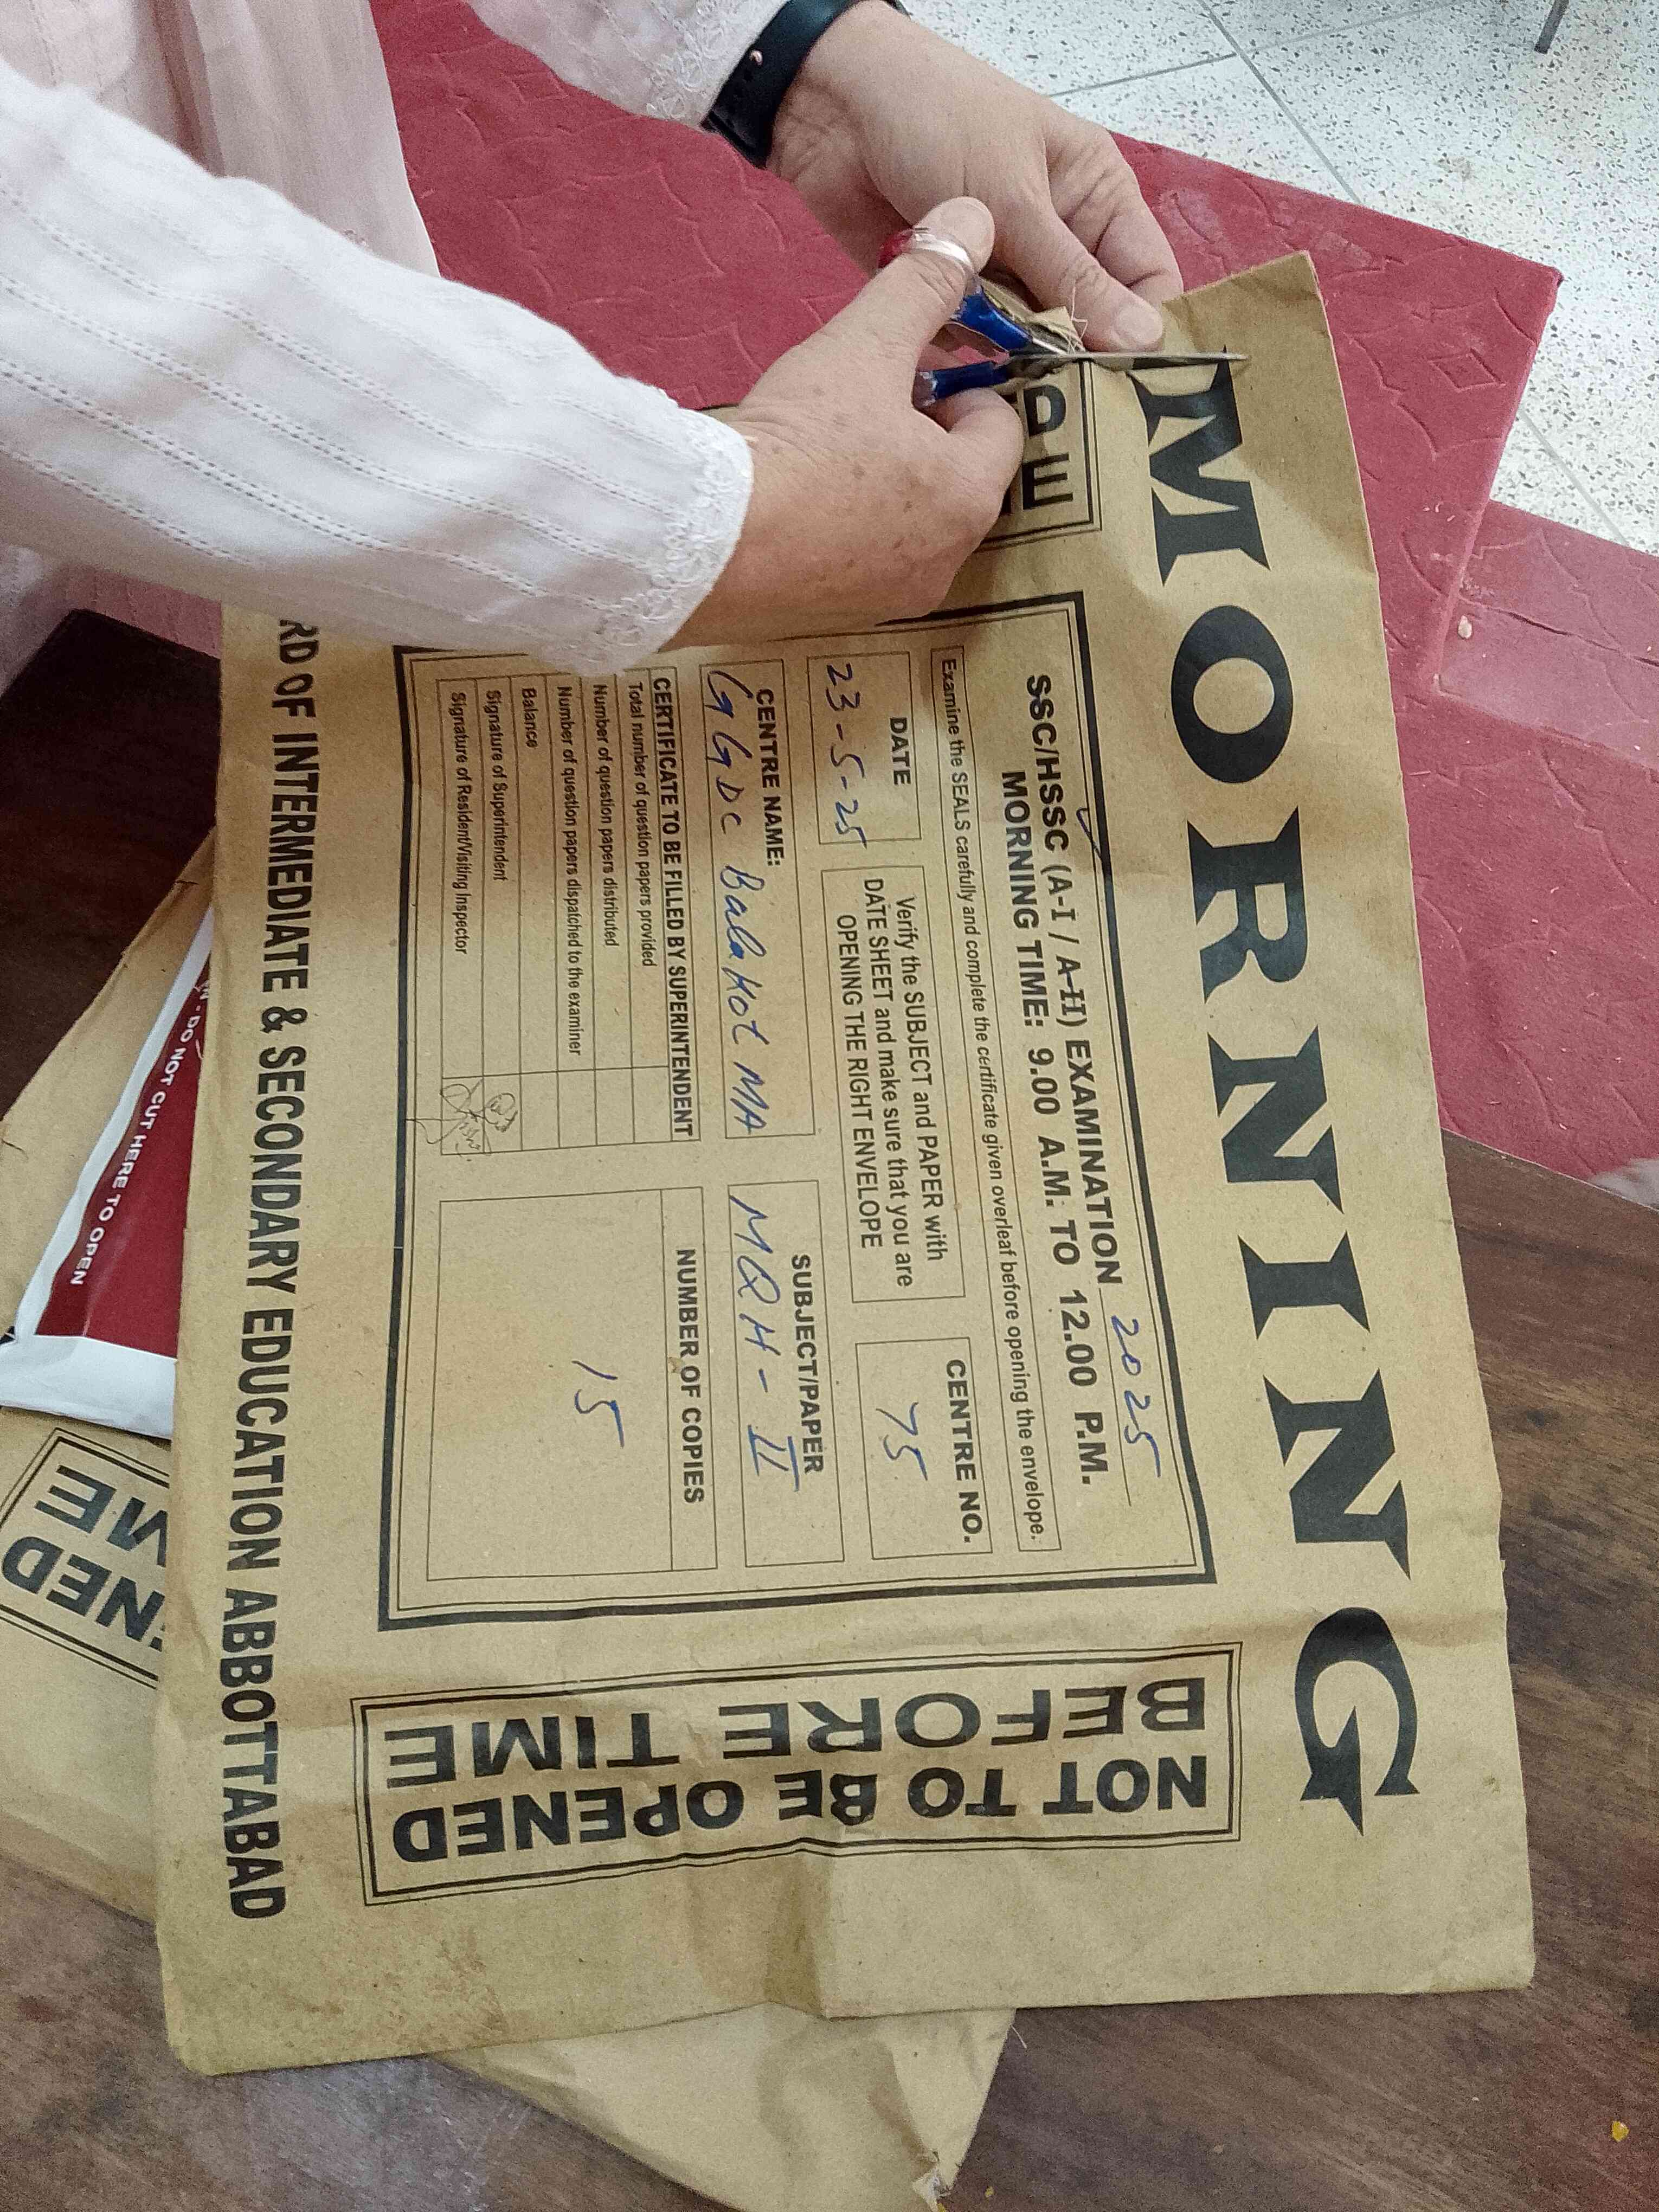 MORNING
SSC/HSSC (A-I / A-II) EXAMINATION 2025
MORNING TIME: 9.00 A.M. TO 12.00 P.M.
Examine the SEALS carefully and complete the certificate given overleaf before opening the envelope.
DATE
23-5-25
Verify the SUBJECT and PAPER with
DATE SHEET and make sure that you are
OPENING THE RIGHT ENVELOPE
CENTRE NO.
75
CENTRE NAME:
GGDC Balakot MA
SUBJECT/PAPER
MQH-II
CERTIFICATE TO BE FILLED BY SUPERINTENDENT
Total number of question papers provided
Number of question papers distributed
Number of question papers dispatched to the examiner
Balance
Signature of Superintendent
Signature of Resident/Visiting Inspector
NUMBER OF COPIES
15
RD OF INTERMEDIATE & SECONDARY EDUCATION ABBOTTABAD
NOT TO BE OPENED
BEFORE TIME
- DO NOT CUT HERE TO OPEN
NED
ME